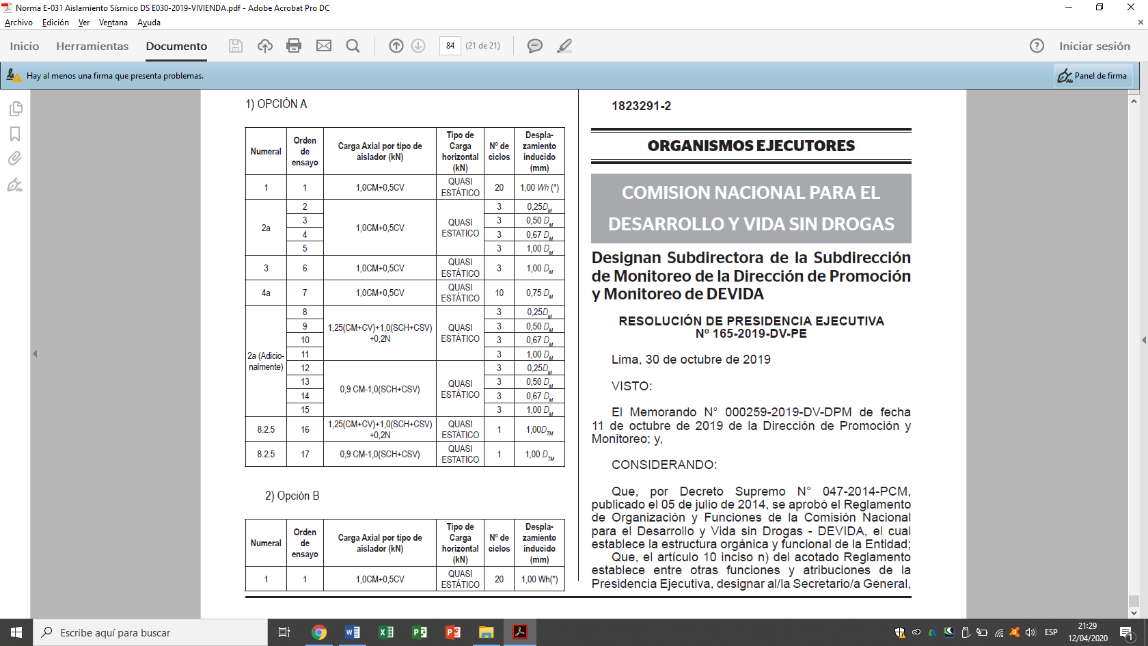 Norma E-031 Aislamiento Sísmico DS E030-2019-VIVIENDA.pdf - Adobe Acrobat Pro DC
Archivo Edición Ver Ventana Ayuda
Inicio Herramientas Documento 84 (21 de 21) Iniciar sesión
Hay al menos una firma que presenta problemas. Panel de firma
1) OPCIÓN A
Numeral Orden de ensayo Carga Axial por tipo de aislador (kN) Tipo de Carga horizontal (kN) Nº de ciclos Despla-zamiento inducido (mm)
1 1 1,0CM+0,5CV QUASI ESTÁTICO 20 1,00 Wh (*)
2a 1,0CM+0,5CV QUASI ESTATICO
2 3 0,25DM
3 3 0,50 DM
4 3 0,67 DM
5 3 1,00 DM
3 6 1,0CM+0,5CV QUASI ESTÁTICO 3 1,00 DM
4a 7 1,0CM+0,5CV QUASI ESTÁTICO 10 0,75 DM
2a (Adicio-nalmente) 1,25(CM+CV)+1,0(SCH+CSV) +0,2N QUASI ESTÁTICO
8 3 0,25DM
9 3 0,50 DM
10 3 0,67 DM
11 3 1,00 DM
0,9 CM-1,0(SCH+CSV) QUASI ESTÁTICO
12 3 0,25DM
13 3 0,50 DM
14 3 0,67 DM
15 3 1,00 DM
8.2.5 16 1,25(CM+CV)+1,0(SCH+CSV) +0,2N QUASI ESTATICO 1 1,00DTM
8.2.5 17 0,9 CM-1,0(SCH+CSV) QUASI ESTATICO 1 1,00 DTM
2) Opción B
Numeral Orden de ensayo Carga Axial por tipo de aislador (kN) Tipo de Carga horizontal (kN) Nº de ciclos Despla-zamiento inducido (mm)
1 1 1,0CM+0,5CV QUASI ESTÁTICO 20 1,00 Wh(*)
1823291-2
ORGANISMOS EJECUTORES
COMISION NACIONAL PARA EL
DESARROLLO Y VIDA SIN DROGAS
Designan Subdirectora de la Subdirección
de Monitoreo de la Dirección de Promoción
y Monitoreo de DEVIDA
RESOLUCIÓN DE PRESIDENCIA EJECUTIVA
Nº 165-2019-DV-PE
Lima, 30 de octubre de 2019
VISTO:
El Memorando N° 000259-2019-DV-DPM de fecha
11 de octubre de 2019 de la Dirección de Promoción y
Monitoreo; y,
CONSIDERANDO:
Que, por Decreto Supremo N° 047-2014-PCM,
publicado el 05 de julio de 2014, se aprobó el Reglamento
de Organización y Funciones de la Comisión Nacional
para el Desarrollo y Vida sin Drogas - DEVIDA, el cual
establece la estructura orgánica y funcional de la Entidad;
Que, el artículo 10 inciso n) del acotado Reglamento
establece entre otras funciones y atribuciones de la
Presidencia Ejecutiva, designar al/la Secretario/a General,
Escribe aquí para buscar
ESP
21:29
12/04/2020